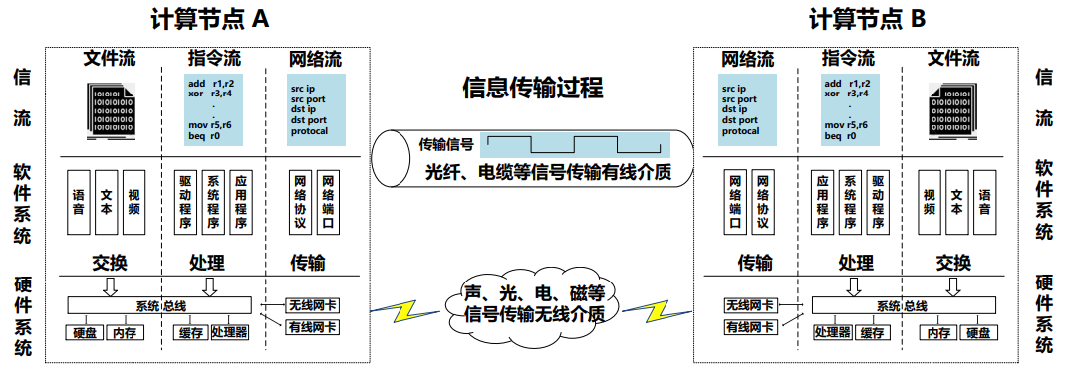 计算节点 A
计算节点 B
信
流
文件流
指令流
网络流
add r1,r2
xor r3,r4
.
.
mov r5,r6
beq r0
src ip
src port
dst ip
dst port
protocal
信息传输过程
传输信号
光纤、电缆等信号传输有线介质
网络流
指令流
文件流
src ip
src port
dst ip
dst port
protocal
add r1,r2
xor r3,r4
.
.
mov r5,r6
beq r0
信
流
软件系统
语音
文本
视频
驱动程序
系统程序
应用程序
网络协议
网络端口
网络端口
网络协议
应用程序
系统程序
驱动程序
视频
文本
语音
软件系统
硬件系统
交换
处理
传输
系统总线
硬盘
内存
缓存
处理器
无线网卡
有线网卡
声、光、电、磁等
信号传输无线介质
传输
处理
交换
无线网卡
有线网卡
系统总线
处理器
缓存
内存
硬盘
硬件系统